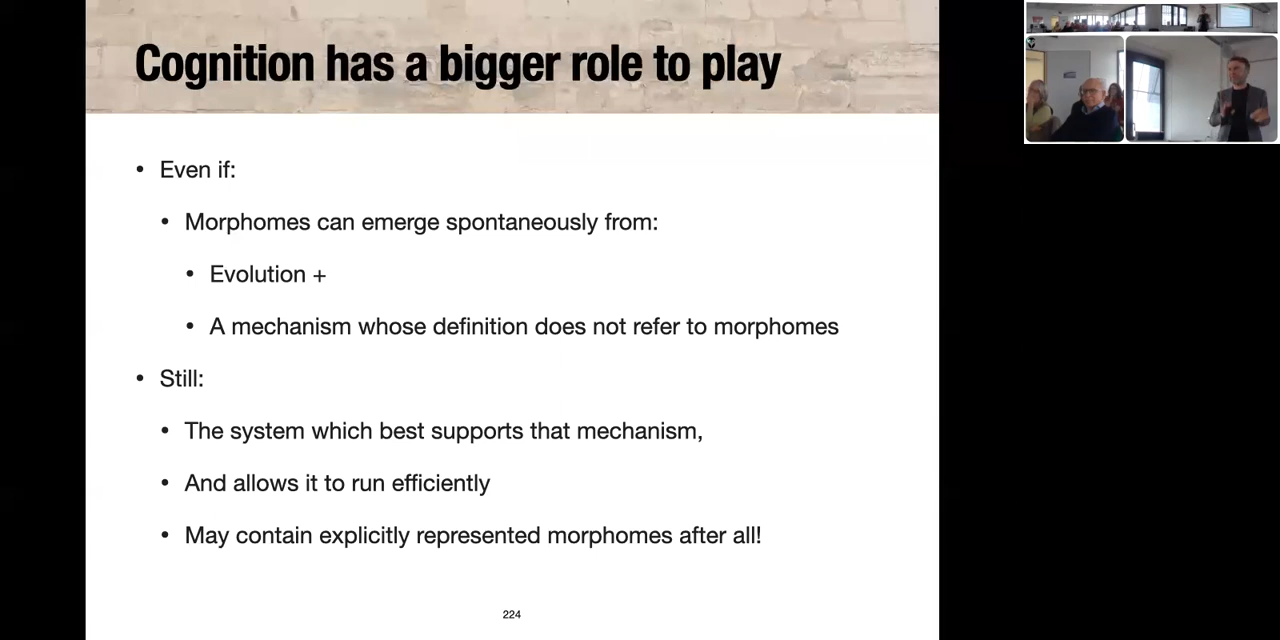 Cognition has a bigger role to play
• Even if:
• Morphomes can emerge spontaneously from:
• Evolution +
• A mechanism whose definition does not refer to morphomes
• Still:
• The system which best supports that mechanism,
• And allows it to run efficiently
• May contain explicitly represented morphomes after all!
224